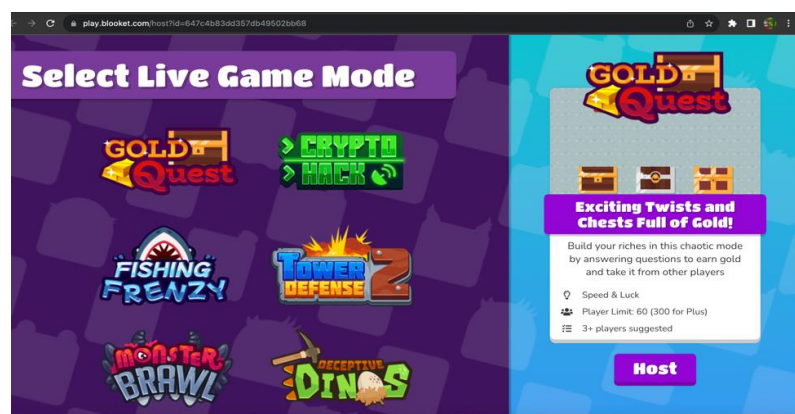 play.blooket.com/host?id=647c4b83dd357db49502bb68
Select Live Game Mode
GOLD
Quest
> CRYPTO
> HACK
FISHING
FRENZY
TOWER
DEFENSE 2
MONSTER
BRAWL
DECEPTIVE
DINOS
GOLD
Quest
Exciting Twists and
Chests Full of Gold!
Build your riches in this chaotic mode
by answering questions to earn gold
and take it from other players
Speed & Luck
Player Limit: 60 (300 for Plus)
3+ players suggested
Host